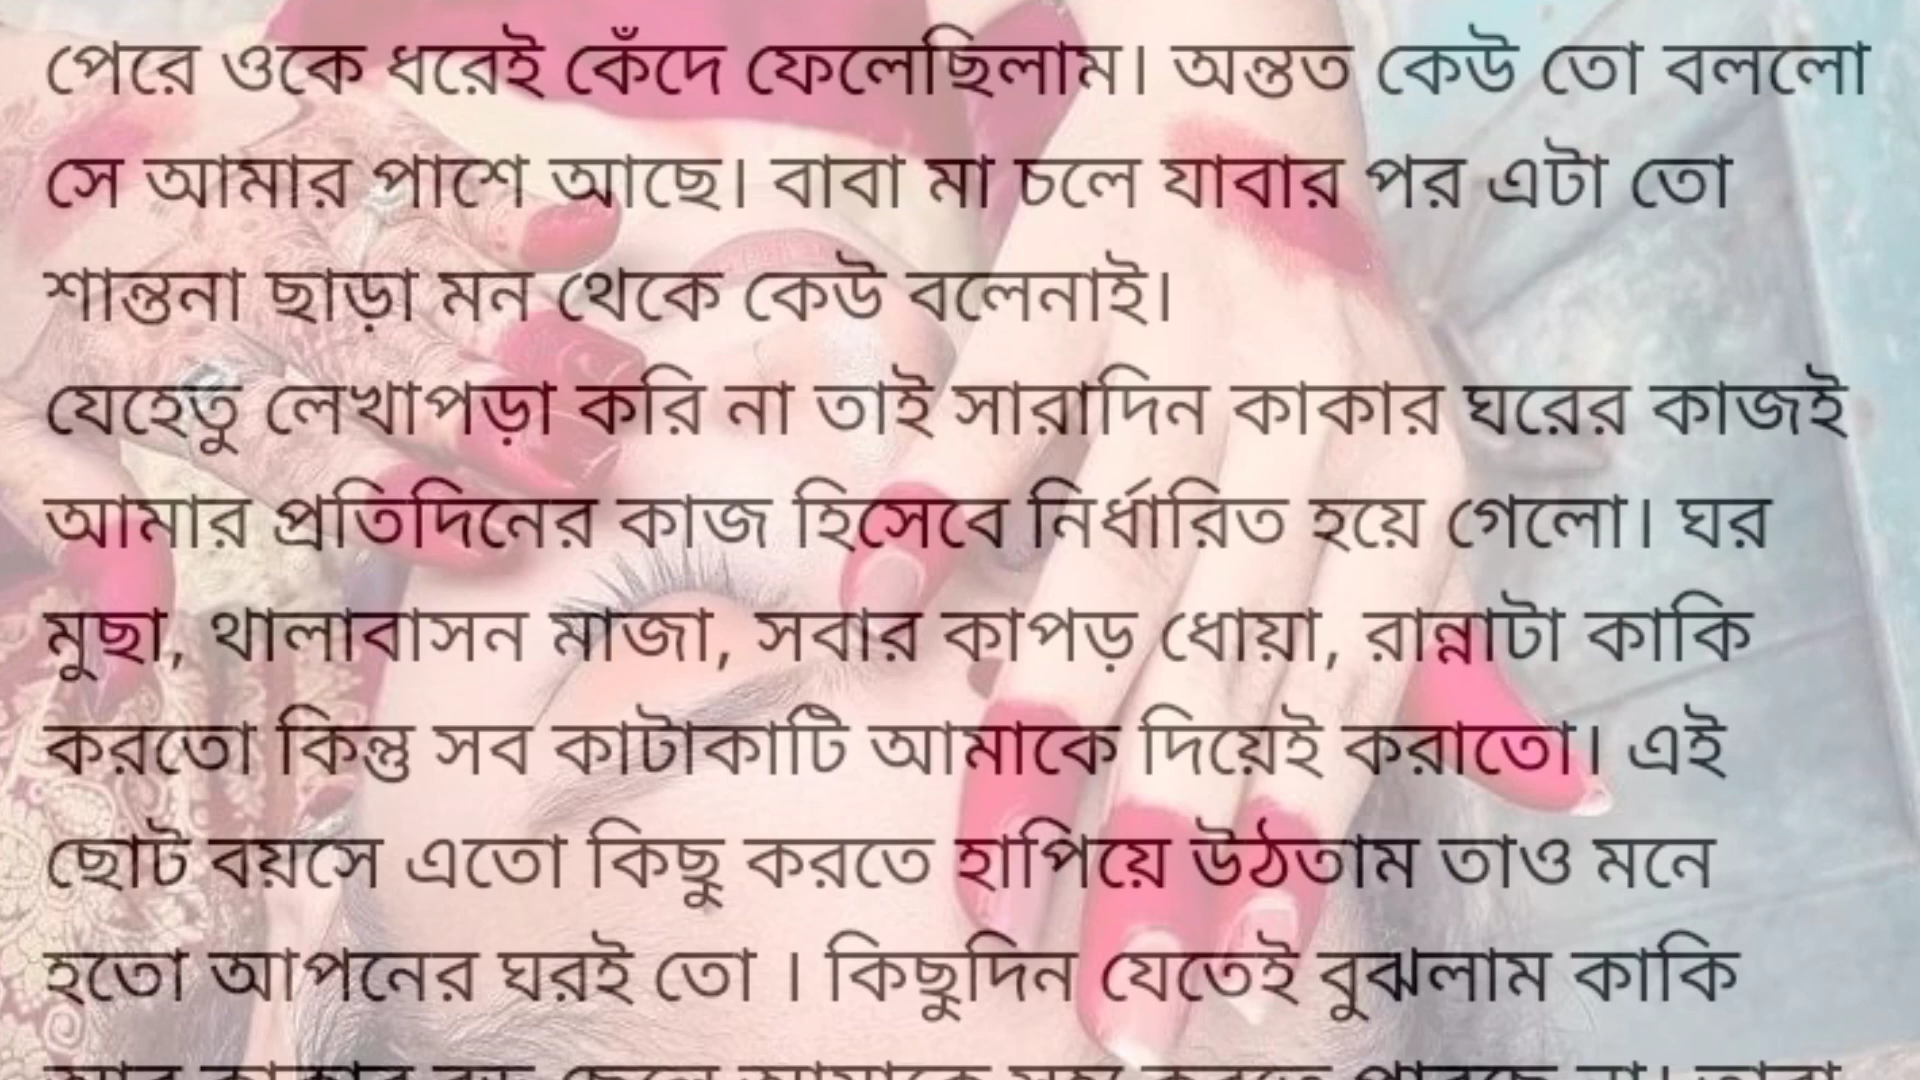 পেরে ওকে ধরেই কেঁদে ফেলেছিলাম। অন্তত কেউ তো বললো
সে আমার পাশে আছে। বাবা মা চলে যাবার পর এটা তো
শান্তনা ছাড়া মন থেকে কেউ বলেনাই।
যেহেতু লেখাপড়া করি না তাই সারাদিন কাকার ঘরের কাজই
আমার প্রতিদিনের কাজ হিসেবে নির্ধারিত হয়ে গেলো। ঘর
মুছা, থালাবাসন মাজা, সবার কাপড় ধোয়া, রান্নাটা কাকি
করতো কিন্তু সব কাটাকাটি আমাকে দিয়েই করাতো। এই
ছোট বয়সে এতো কিছু করতে হাপিয়ে উঠতাম তাও মনে
হতো আপনের ঘরই তো । কিছুদিন যেতেই বুঝলাম কাকি